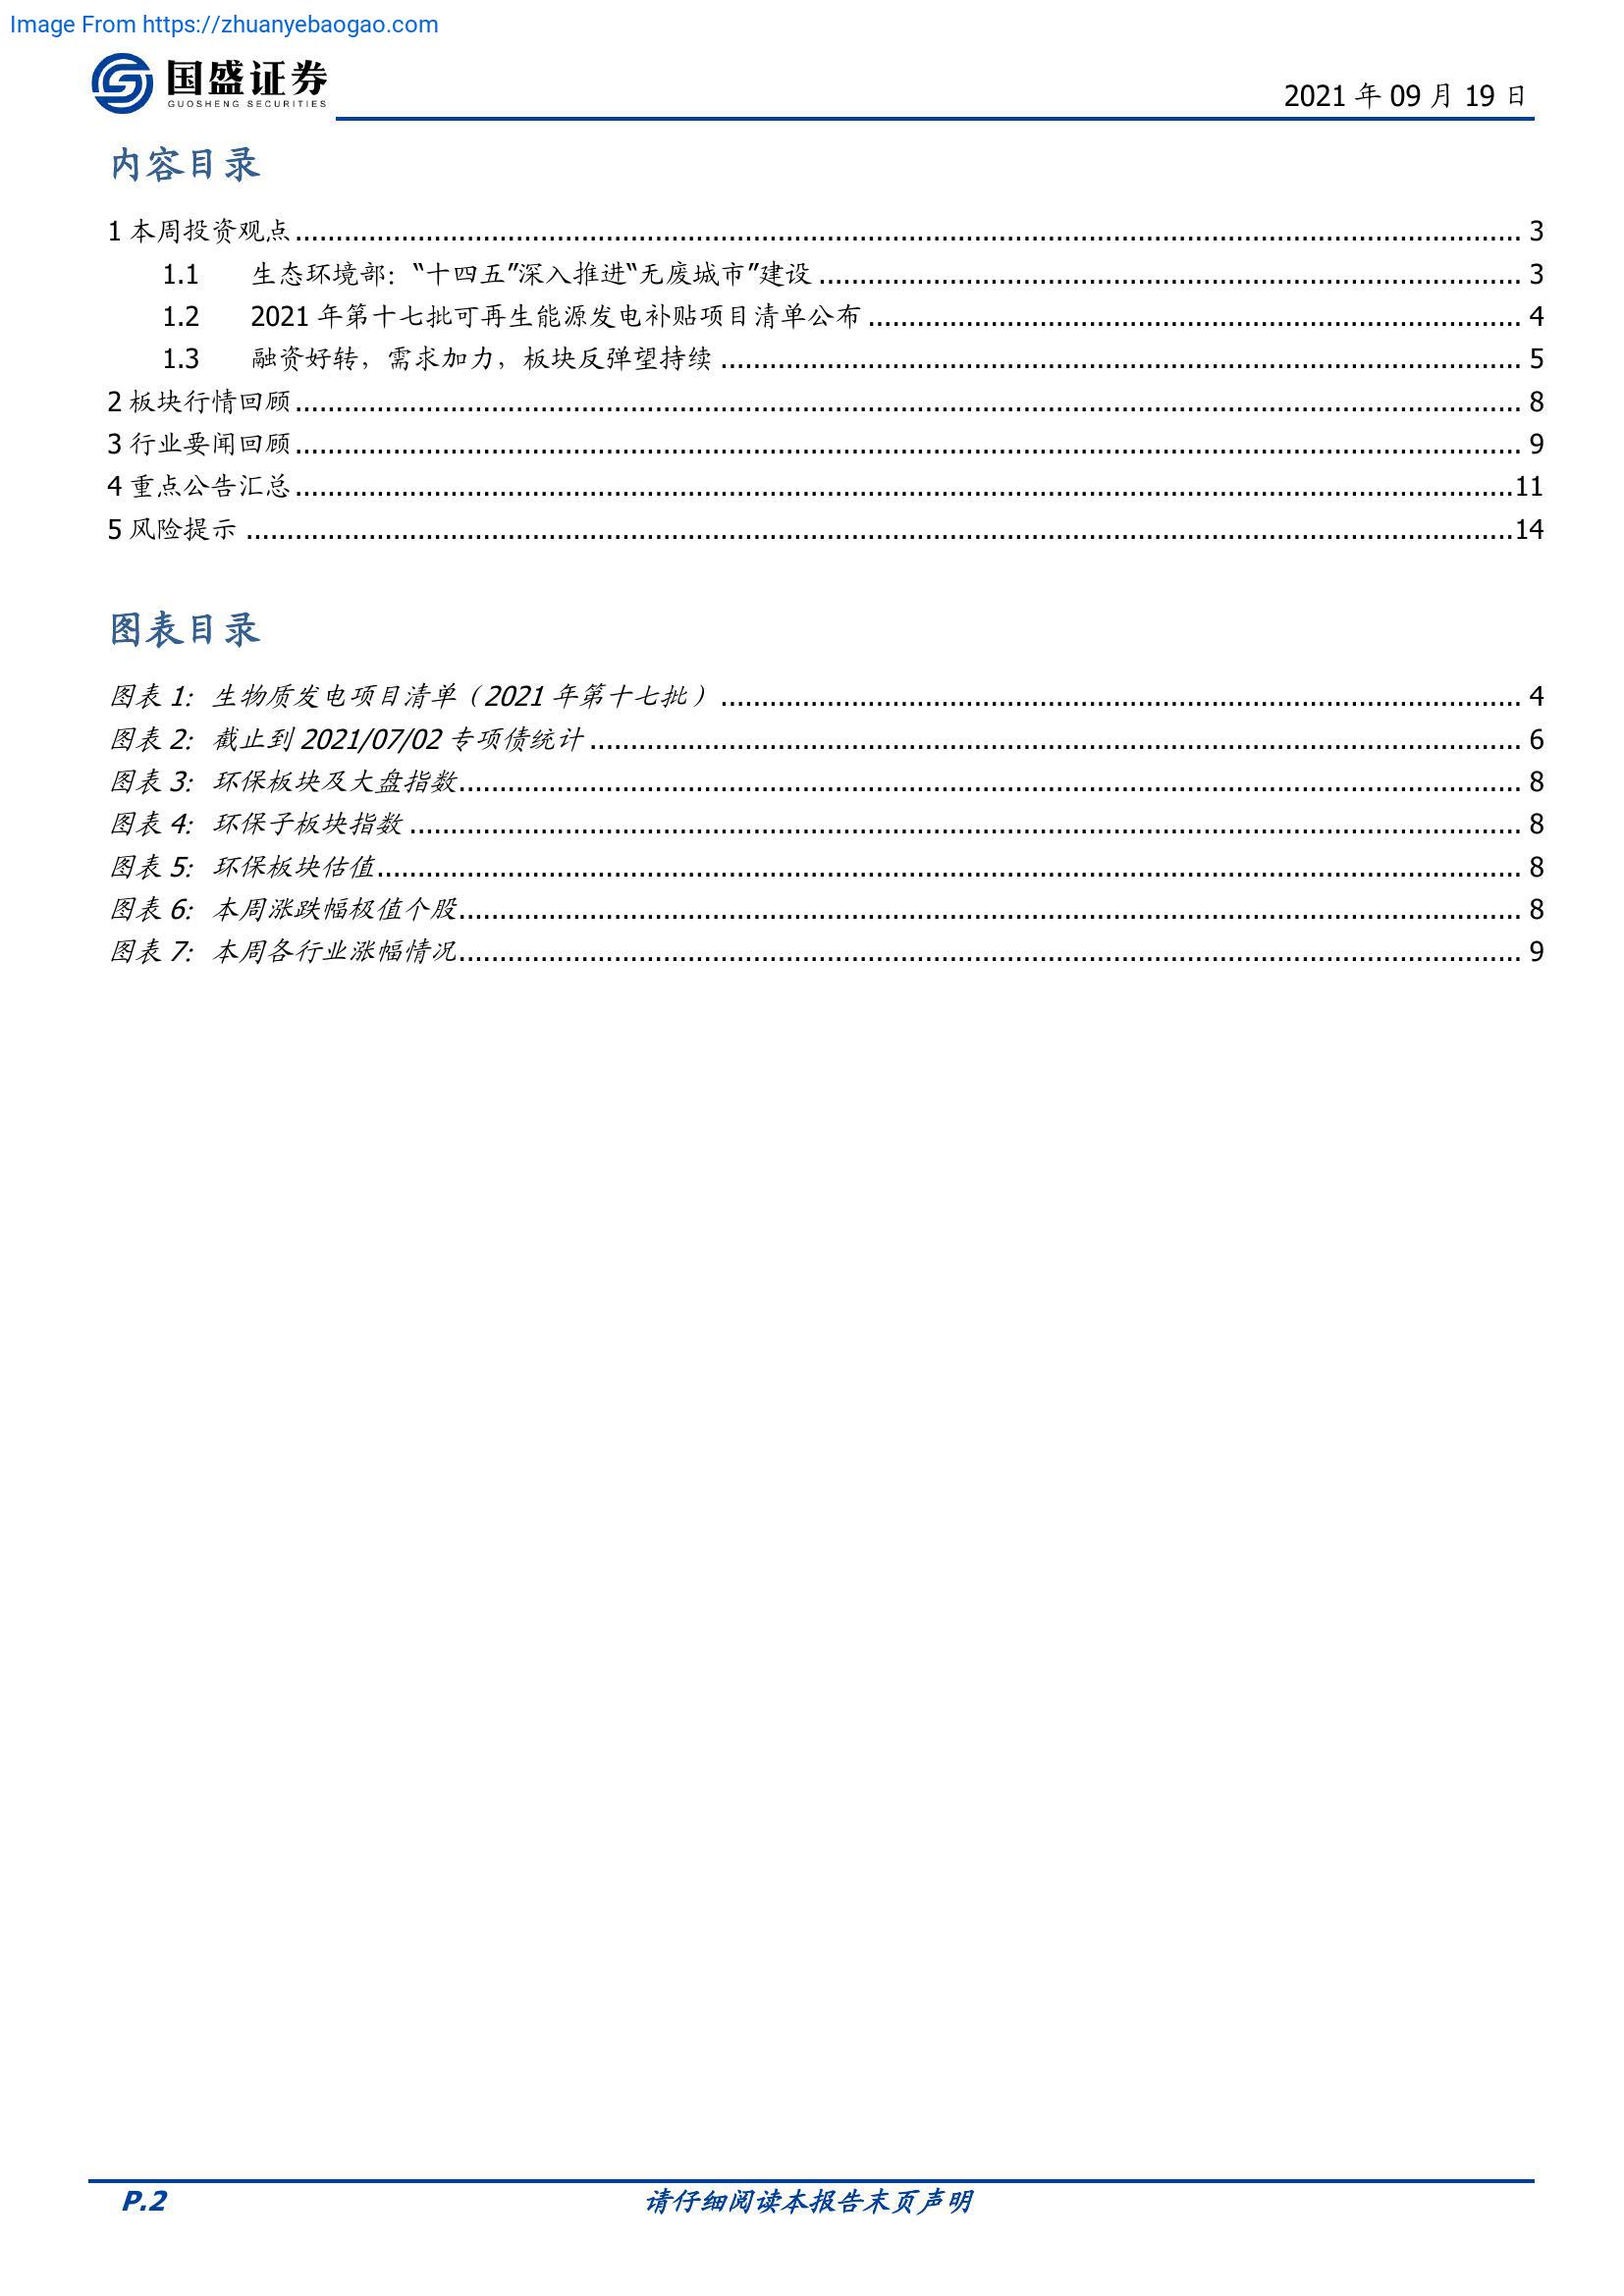 Image From https://zhuanyebaogao.com
国盛证券
GUOSHENG SECURITIES
2021 年 09 月 19 日
内容目录
1 本周投资观点........................................ 3
1.1 生态环境部：“十四五”深入推进“无废城市”建设........................................ 3
1.2 2021 年第十七批可再生能源发电补贴项目清单公布........................................ 4
1.3 融资好转，需求加力，板块反弹望持续........................................ 5
2 板块行情回顾........................................ 8
3 行业要闻回顾........................................ 9
4 重点公告汇总........................................11
5 风险提示........................................14
图表目录
图表 1: 生物质发电项目清单（2021 年第十七批）........................................ 4
图表 2: 截止到 2021/07/02 专项债统计........................................ 6
图表 3: 环保板块及大盘指数........................................ 8
图表 4: 环保子板块指数........................................ 8
图表 5: 环保板块估值........................................ 8
图表 6: 本周涨跌幅极值个股........................................ 8
图表 7: 本周各行业涨幅情况........................................ 9
P.2
请仔细阅读本报告末页声明